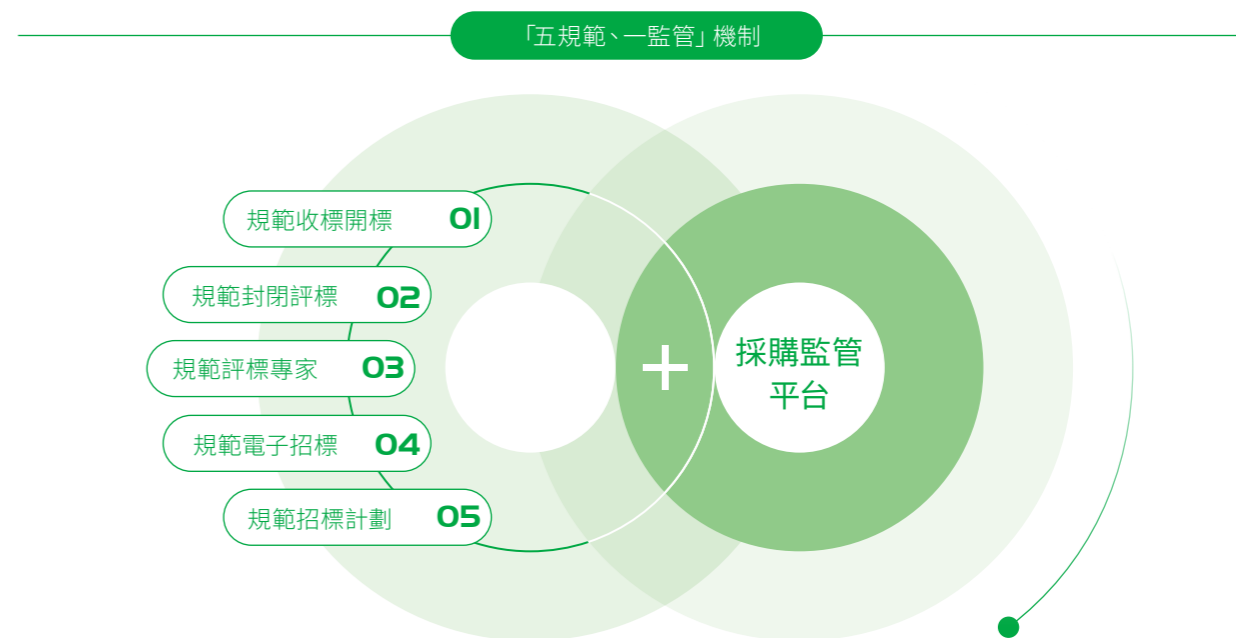 「五規範、一監管」機制
規範收標開標 01
規範封閉評標 02
規範評標專家 03
規範電子招標 04
規範招標計劃 05
+
採購監管
平台